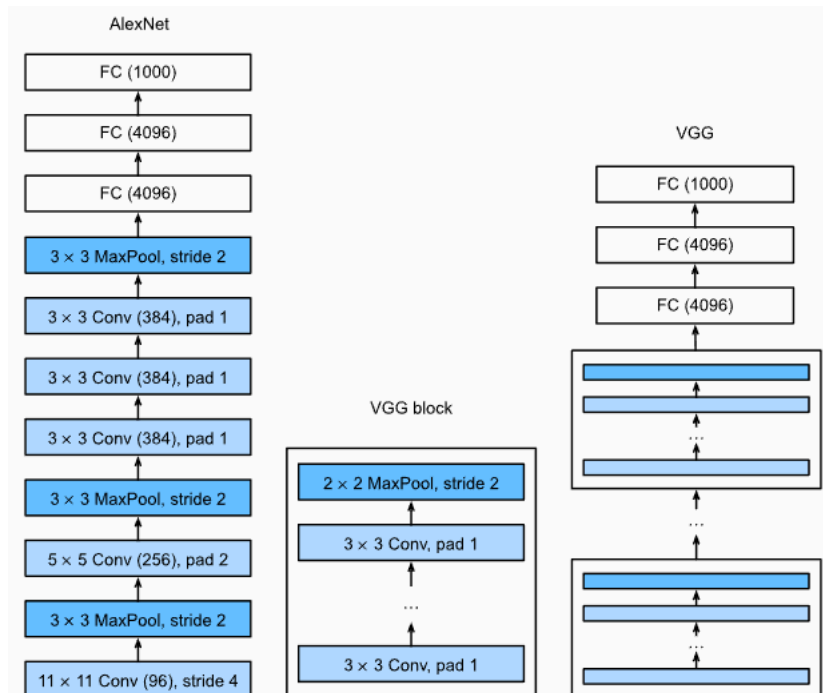 AlexNet
FC (1000)
FC (4096)
FC (4096)
3 × 3 MaxPool, stride 2
3 × 3 Conv (384), pad 1
3 × 3 Conv (384), pad 1
3 × 3 Conv (384), pad 1
3 × 3 MaxPool, stride 2
5 × 5 Conv (256), pad 2
3 × 3 MaxPool, stride 2
11 × 11 Conv (96), stride 4
VGG block
2 × 2 MaxPool, stride 2
3 × 3 Conv, pad 1
...
3 × 3 Conv, pad 1
VGG
FC (1000)
FC (4096)
FC (4096)
...
...
...